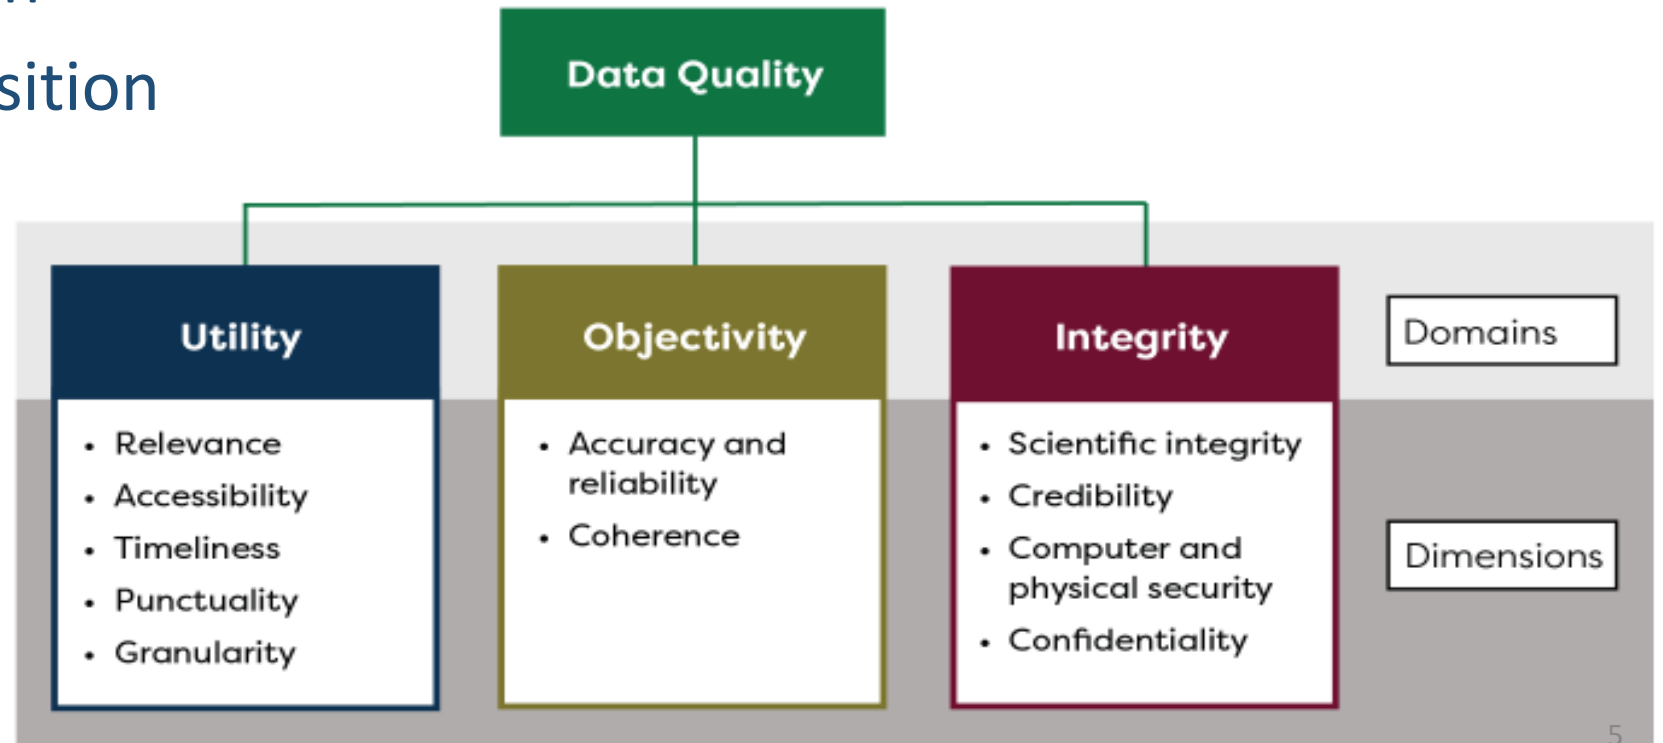 sition
Data Quality
Utility
Objectivity
Integrity
Domains
• Relevance
• Accessibility
• Timeliness
• Punctuality
• Granularity
• Accuracy and
reliability
• Coherence
• Scientific integrity
• Credibility
• Computer and
physical security
• Confidentiality
Dimensions
5